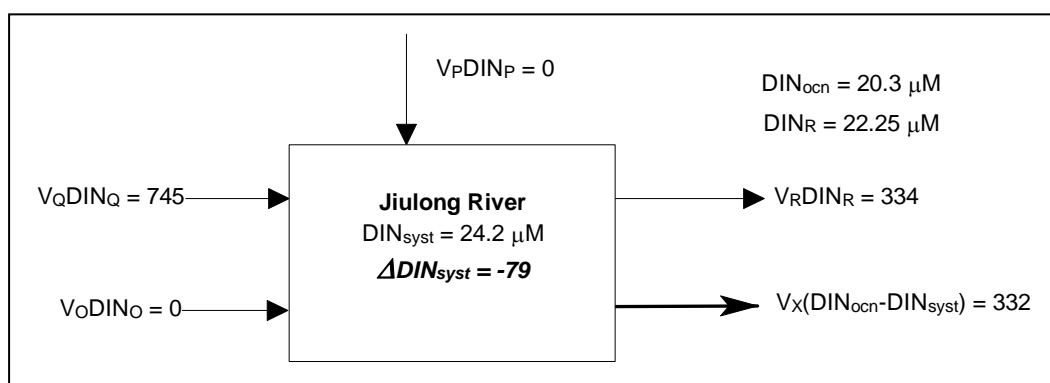 VPDINP = 0
DINocn = 20.3 μM
DINR = 22.25 μM
VQDINQ = 745
Jiulong River
DINsyst = 24.2 μM
ΔDINsyst = -79
VRDINR = 334
VODINO = 0
VX(DINocn-DINsyst) = 332